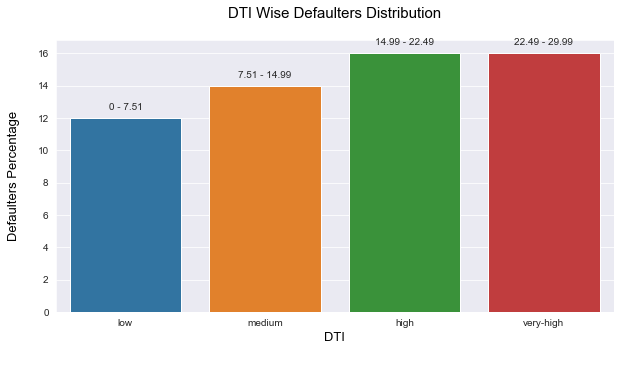 DTI Wise Defaulters Distribution
14.99 - 22.49
22.49 - 29.99
16
7.51 - 14.99
14
0 - 7.51
12
10
8
6
4
2
0
Defaulters Percentage
low
medium
high
very-high
DTI